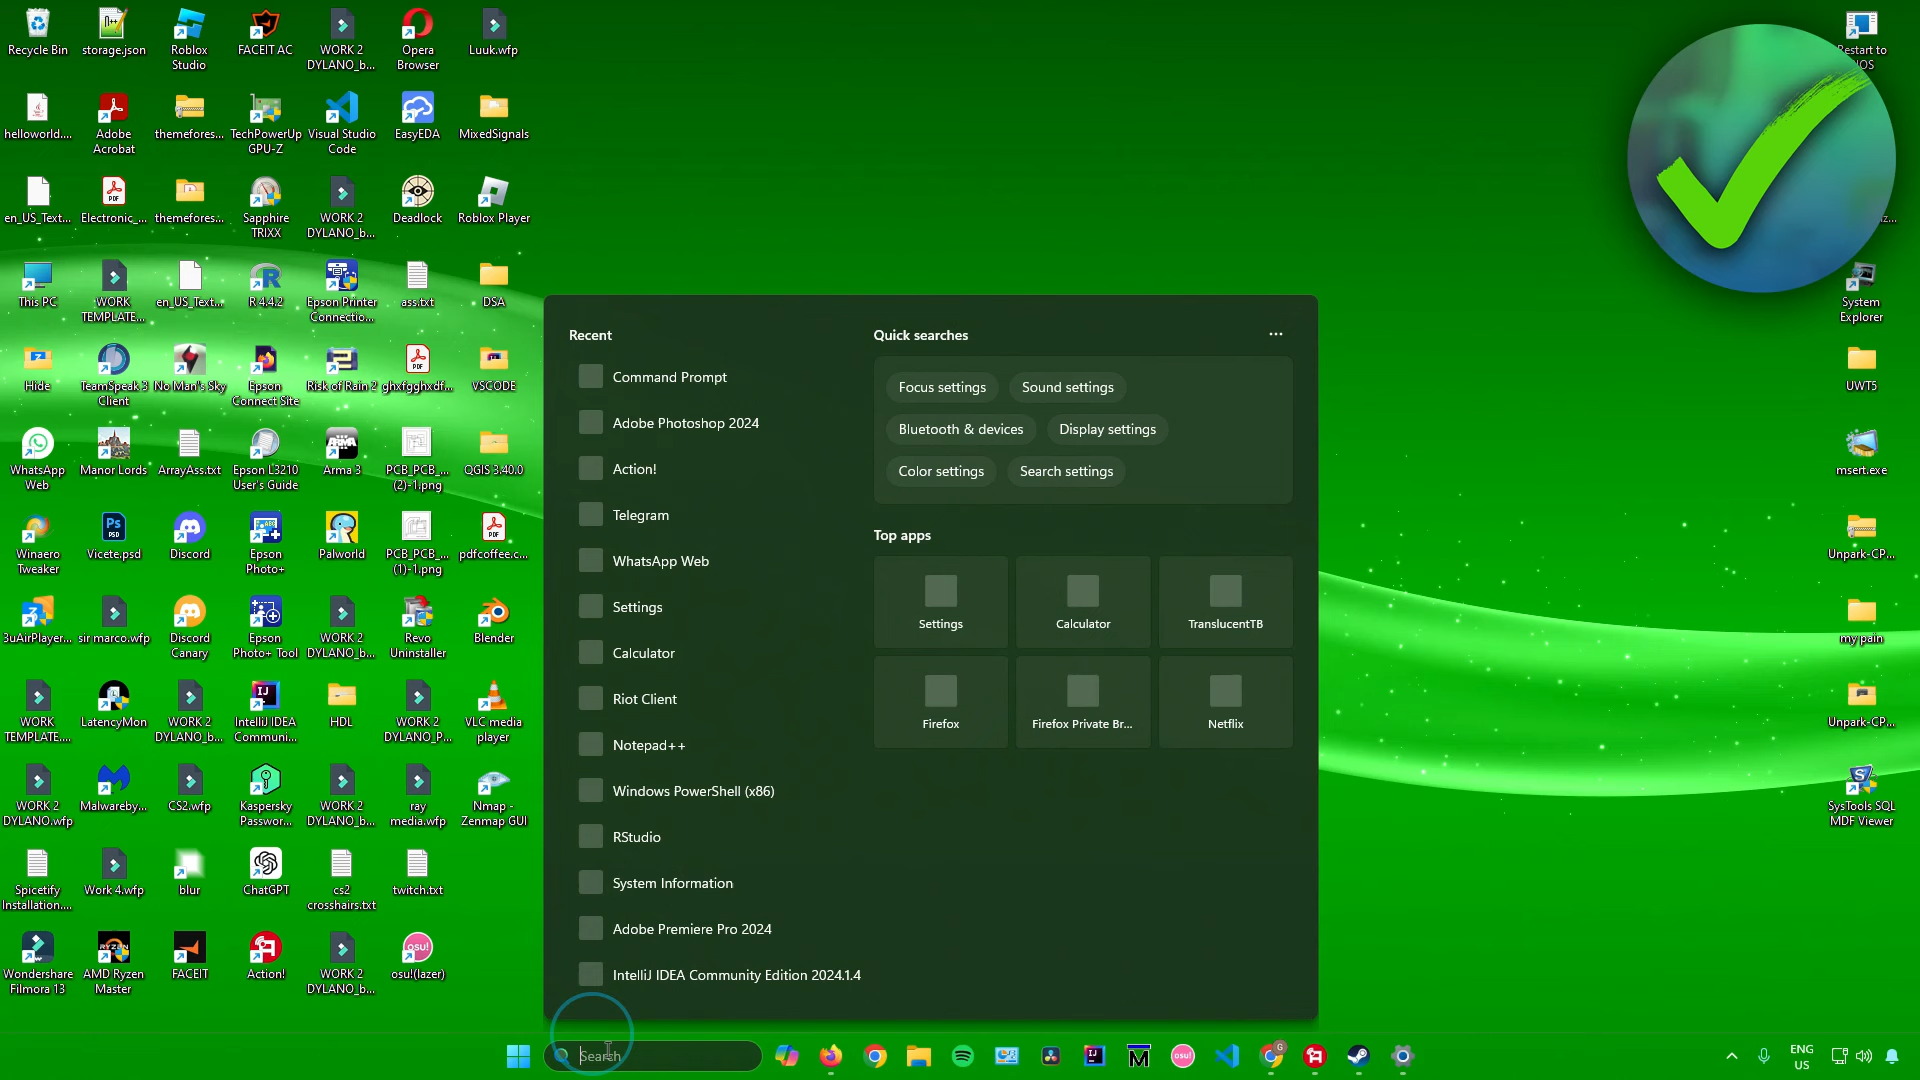 Recycle Bin
storage.json
Roblox
Studio
FACEIT AC
WORK 2
DYLANO_b...
Opera
Browser
Luuk.wfp
helloworld....
Adobe
Acrobat
themefores...
TechPowerUp
GPU-Z
Visual Studio
Code
EasyEDA
MixedSignals
en_US_Text...
Electronic_...
themefores...
Sapphire
TRIXX
WORK 2
DYLANO_b...
Deadlock
Roblox Player
This PC
WORK
TEMPLATE...
en_US_Text...
R 4.4.2
Epson Printer
Connectio...
ass.txt
DSA
Hide
TeamSpeak 3
Client
No Man"s Sky
Epson
Connect Site
Risk of Rain 2
ghxfgghxdf...
VSCODE
WhatsApp
Web
Manor Lords
ArrayAss.txt
Epson L3210
User's Guide
Arma 3
PCB_PCB_...
(2)-1.png
QGIS 3.40.0
Winaero
Tweaker
Vicete.psd
Discord
Epson
Photo+
Palworld
PCB_PCB_...
(1)-1.png
pdfcoffee.c...
3uAirPlayer...
sir marco.wfp
Discord
Canary
Epson
Photo+ Tool
WORK 2
DYLANO_b...
Revo
Uninstaller
Blender
WORK
TEMPLATE....
LatencyMon
WORK 2
DYLANO_b...
IntelliJ IDEA
Communi...
HDL
WORK 2
DYLANO_P...
VLC media
player
WORK 2
DYLANO.wfp
Malwareby...
CS2.wfp
Kaspersky
Passwor...
WORK 2
DYLANO_b...
ray
media.wfp
Nmap -
Zenmap GUI
Spicetify
Installation....
Work 4.wfp
blur
ChatGPT
cs2
crosshairs.txt
twitch.txt
Wondershare
Filmora 13
AMD Ryzen
Master
FACEIT
Action!
WORK 2
DYLANO_b...
osu!(lazer)
Recent
Command Prompt
Adobe Photoshop 2024
Action!
Telegram
WhatsApp Web
Settings
Calculator
Riot Client
Notepad++
Windows PowerShell (x86)
RStudio
System Information
Adobe Premiere Pro 2024
IntelliJ IDEA Community Edition 2024.1.4
Quick searches
Focus settings
Sound settings
Bluetooth & devices
Display settings
Color settings
Search settings
Top apps
Settings
Calculator
TranslucentTB
Firefox
Firefox Private Br...
Netflix
Restart to
System
Explorer
UWT5
msert.exe
Unpark-CP...
my pain
Unpark-CP...
SysTools SQL
MDF Viewer
Search
ENG
US